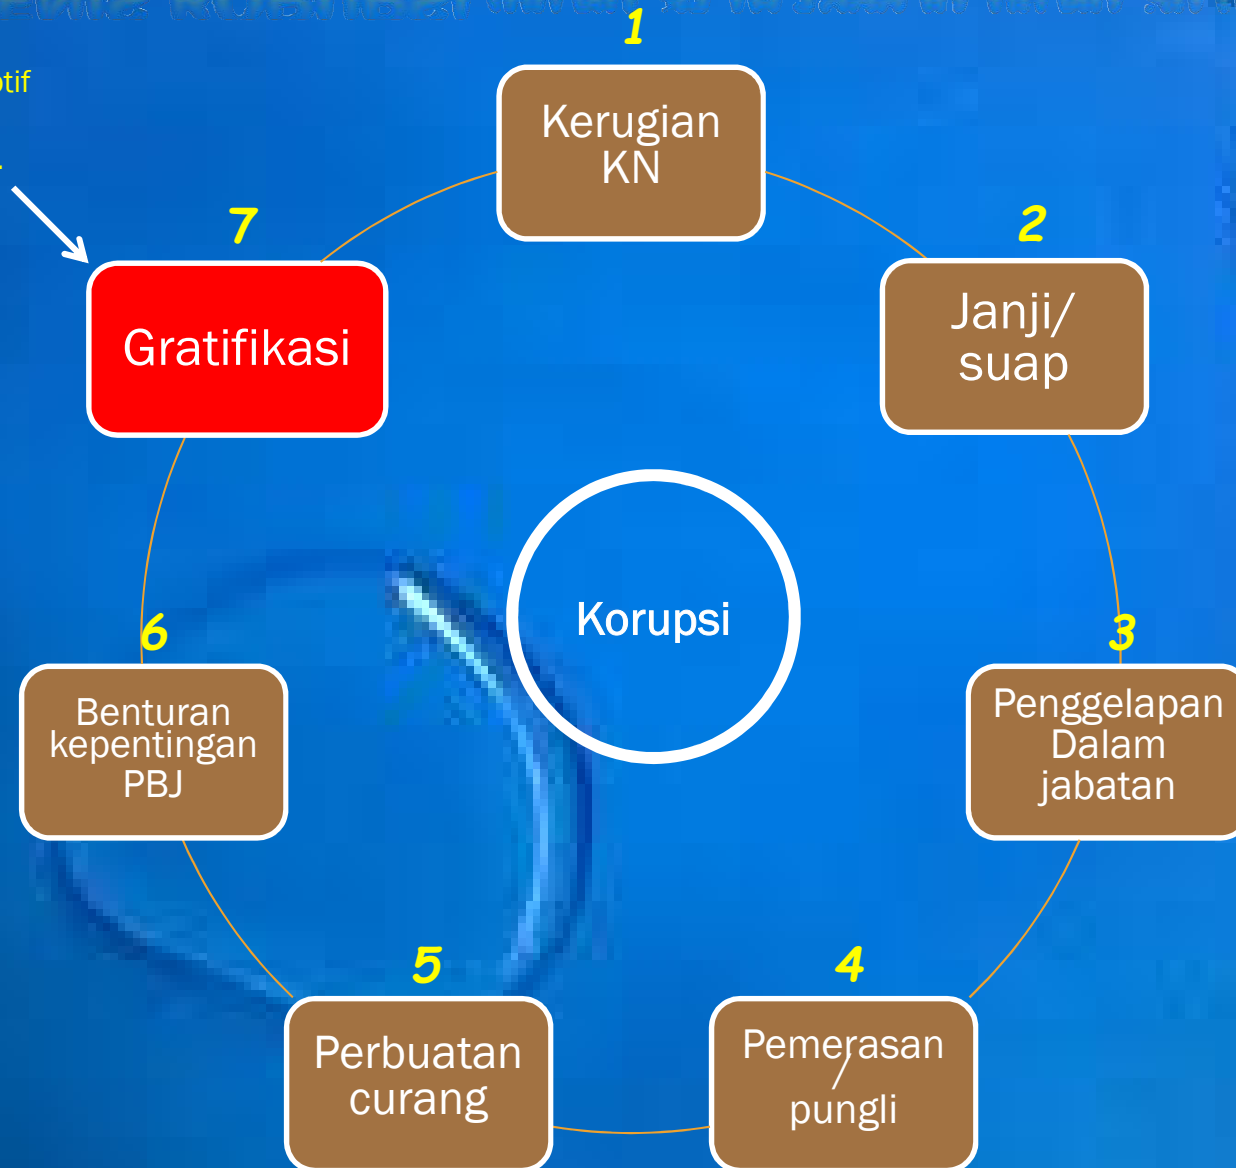 1
Kerugian
KN
2
Janji/
suap
3
Penggelapan
Dalam
jabatan
4
Pemerasan
/
pungli
5
Perbuatan
curang
6
Benturan
kepentingan
PBJ
7
Gratifikasi
Korupsi